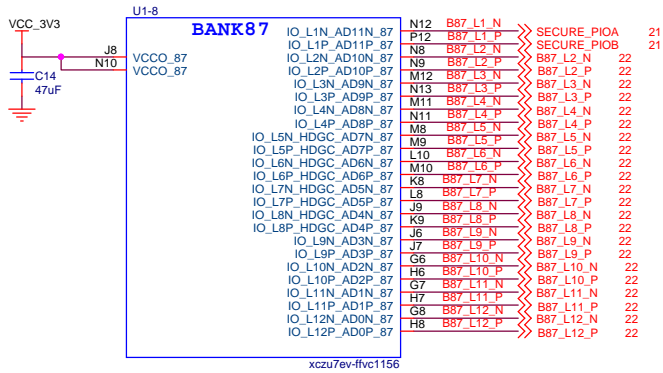 U1-8
VCC_3V3
BANK87
J8 VCCO_87
N10 VCCO_87
C14
47uF
IO_L1N_AD11N_87 N12 B87_L1_N SECURE_PIOA 21
IO_L1P_AD11P_87 P12 B87_L1_P SECURE_PIOB 21
IO_L2N_AD10N_87 N8 B87_L2_N B87_L2_N 22
IO_L2P_AD10P_87 N9 B87_L2_P B87_L2_P 22
IO_L3N_AD9N_87 M12 B87_L3_N B87_L3_N 22
IO_L3P_AD9P_87 N13 B87_L3_P B87_L3_P 22
IO_L4N_AD8N_87 M11 B87_L4_N B87_L4_N 22
IO_L4P_AD8P_87 N11 B87_L4_P B87_L4_P 22
IO_L5N_HDGC_AD7N_87 M8 B87_L5_N B87_L5_N 22
IO_L5P_HDGC_AD7P_87 M9 B87_L5_P B87_L5_P 22
IO_L6N_HDGC_AD6N_87 L10 B87_L6_N B87_L6_N 22
IO_L6P_HDGC_AD6P_87 M10 B87_L6_P B87_L6_P 22
IO_L7N_HDGC_AD5N_87 K8 B87_L7_N B87_L7_N 22
IO_L7P_HDGC_AD5P_87 L8 B87_L7_P B87_L7_P 22
IO_L8N_HDGC_AD4N_87 J9 B87_L8_N B87_L8_N 22
IO_L8P_HDGC_AD4P_87 K9 B87_L8_P B87_L8_P 22
IO_L9N_AD3N_87 J6 B87_L9_N B87_L9_N 22
IO_L9P_AD3P_87 J7 B87_L9_P B87_L9_P 22
IO_L10N_AD2N_87 G6 B87_L10_N B87_L10_N 22
IO_L10P_AD2P_87 H6 B87_L10_P B87_L10_P 22
IO_L11N_AD1N_87 G7 B87_L11_N B87_L11_N 22
IO_L11P_AD1P_87 H7 B87_L11_P B87_L11_P 22
IO_L12N_AD0N_87 G8 B87_L12_N B87_L12_N 22
IO_L12P_AD0P_87 H8 B87_L12_P B87_L12_P 22
xczu7ev-ffvc1156